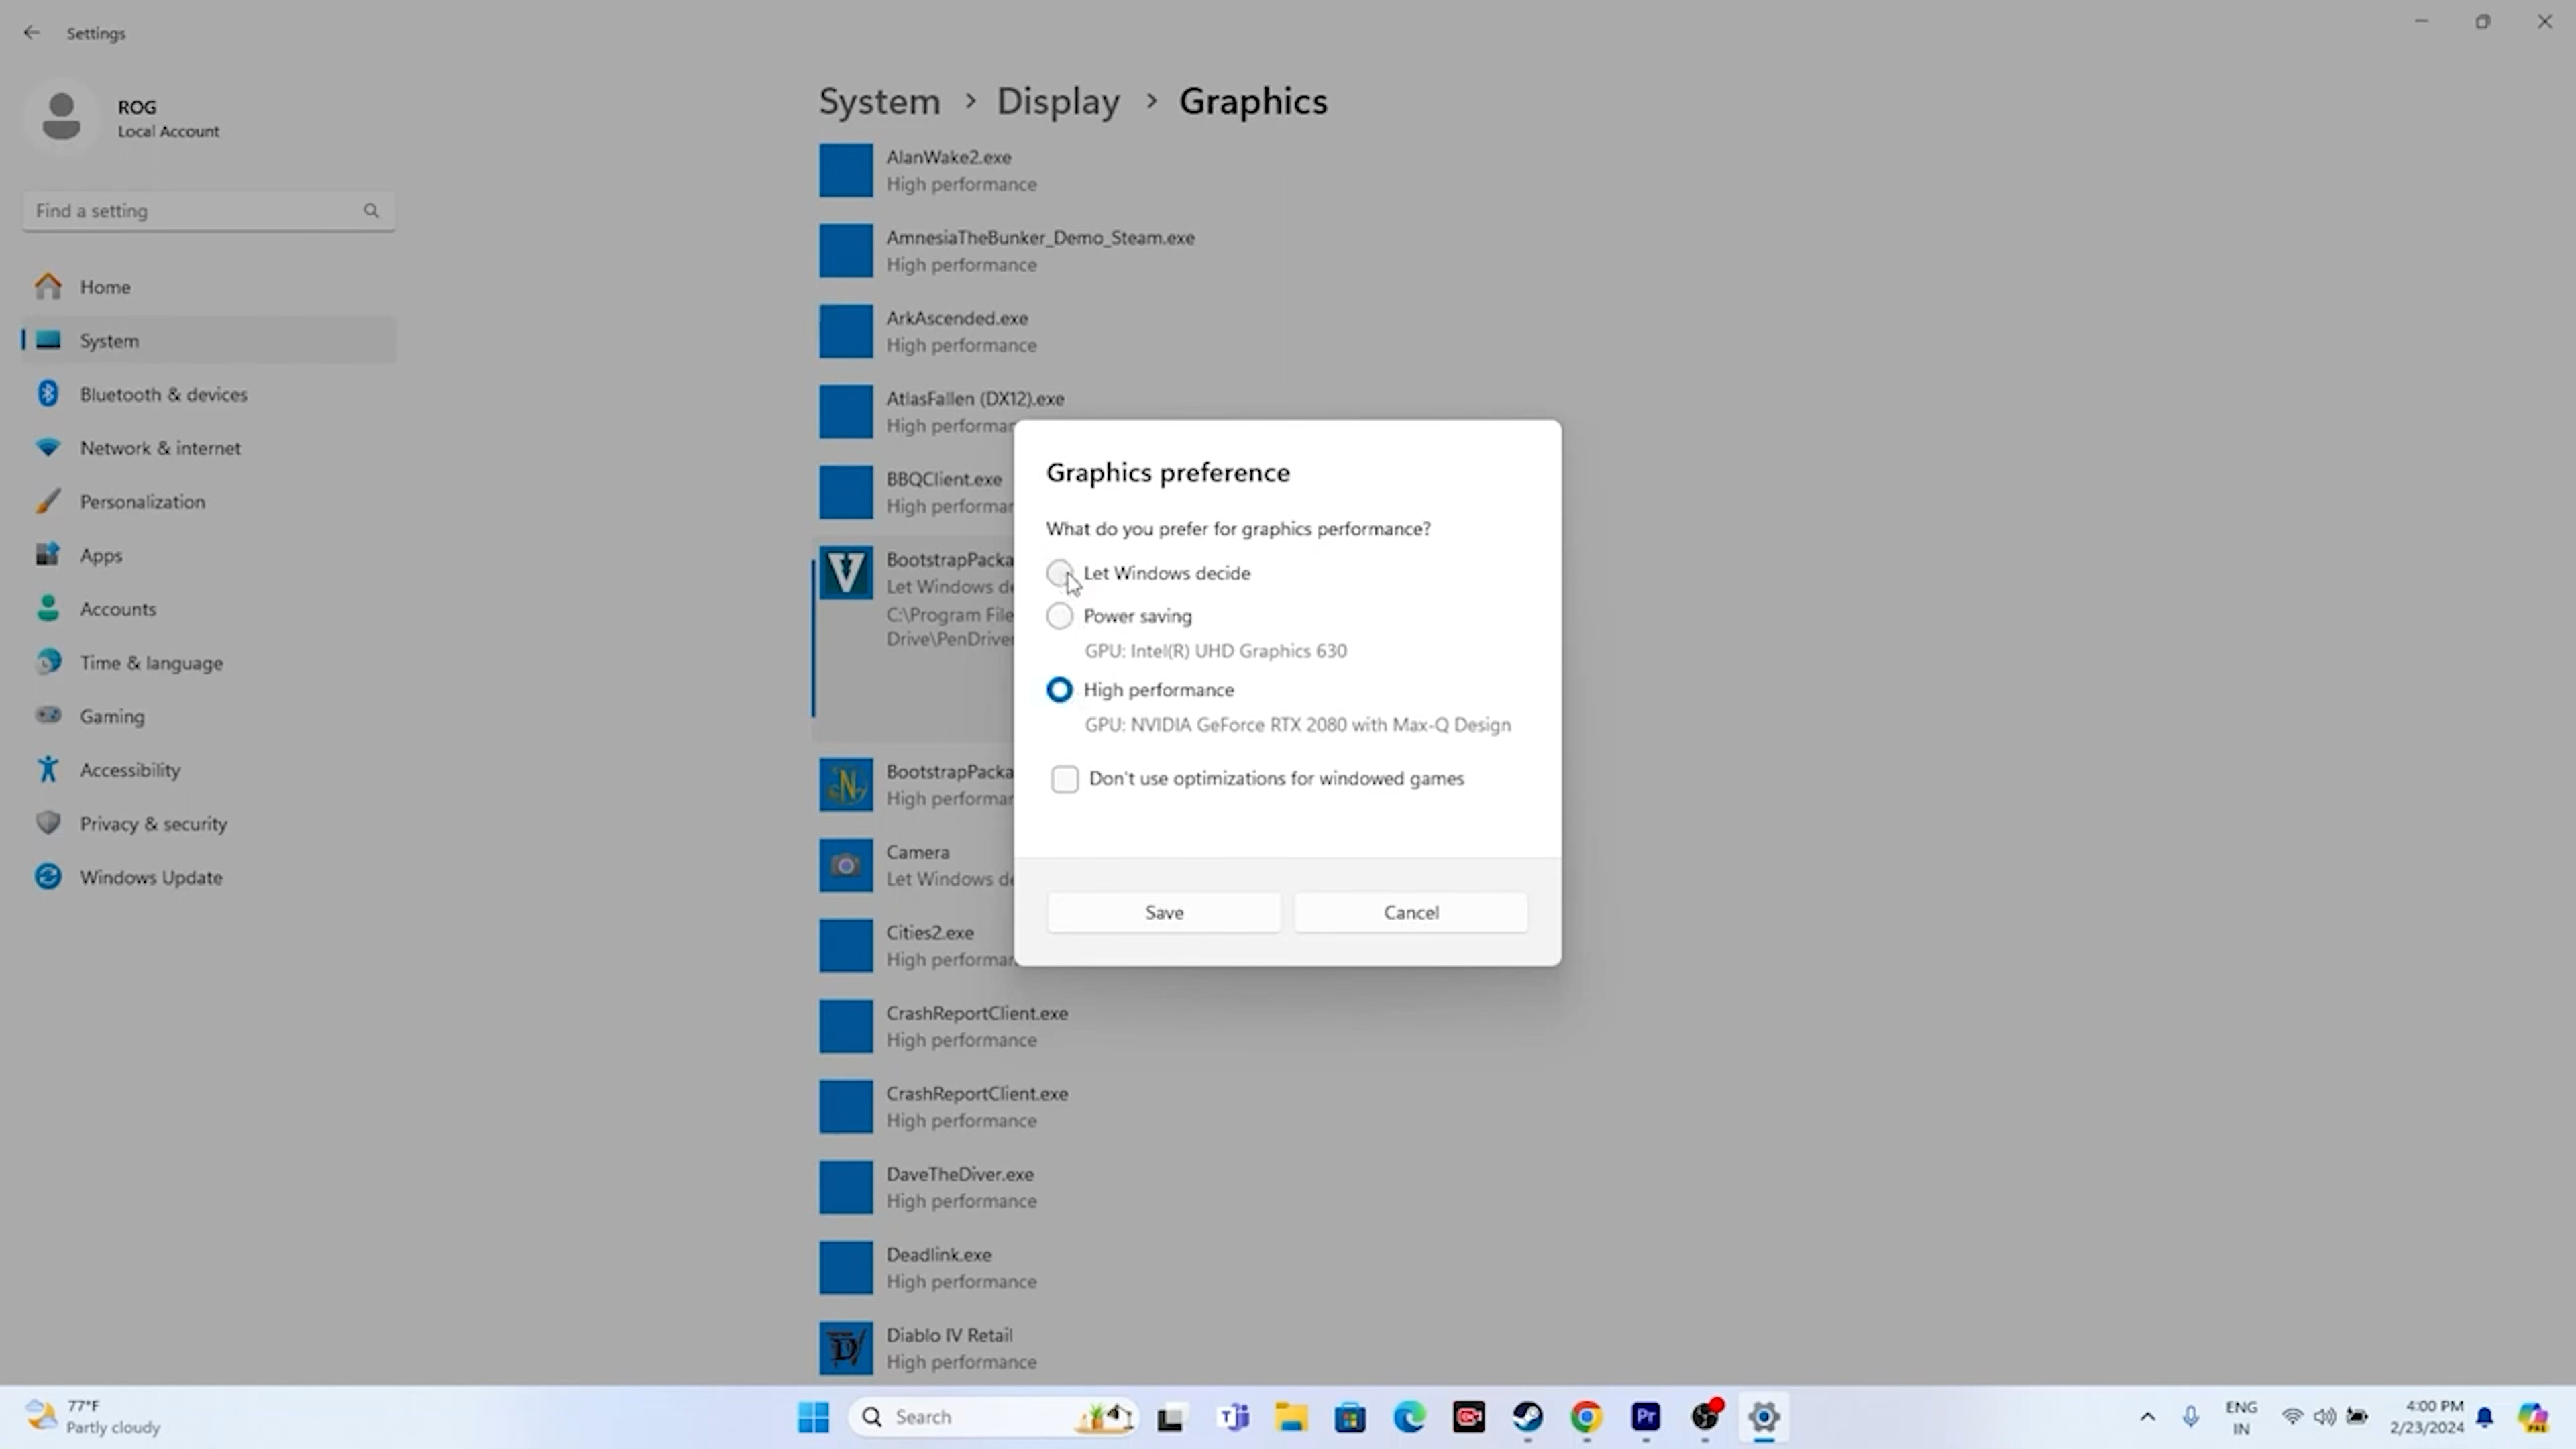 Settings
ROG
Local Account
Find a setting
Home
System
Bluetooth & devices
Network & internet
Personalization
Apps
Accounts
Time & language
Gaming
Accessibility
Privacy & security
Windows Update
System > Display > Graphics
AlanWake2.exe
High performance
AmnesiaTheBunker_Demo_Steam.exe
High performance
ArkAscended.exe
High performance
AtlasFallen (DX12).exe
High performan
BBQClient.exe
High performan
BootstrapPacka
Let Windows de
C:\Program File
Drive\PenDriver
BootstrapPacka
High performan
Camera
Let Windows de
Cities2.exe
High performan
CrashReportClient.exe
High performance
CrashReportClient.exe
High performance
DaveTheDiver.exe
High performance
Deadlink.exe
High performance
Diablo IV Retail
High performance
Graphics preference
What do you prefer for graphics performance?
Let Windows decide
Power saving
GPU: Intel(R) UHD Graphics 630
High performance
GPU: NVIDIA GeForce RTX 2080 with Max-Q Design
Don't use optimizations for windowed games
Save Cancel
77°F
Partly cloudy
Search
ENG
IN
4:00 PM
2/23/2024